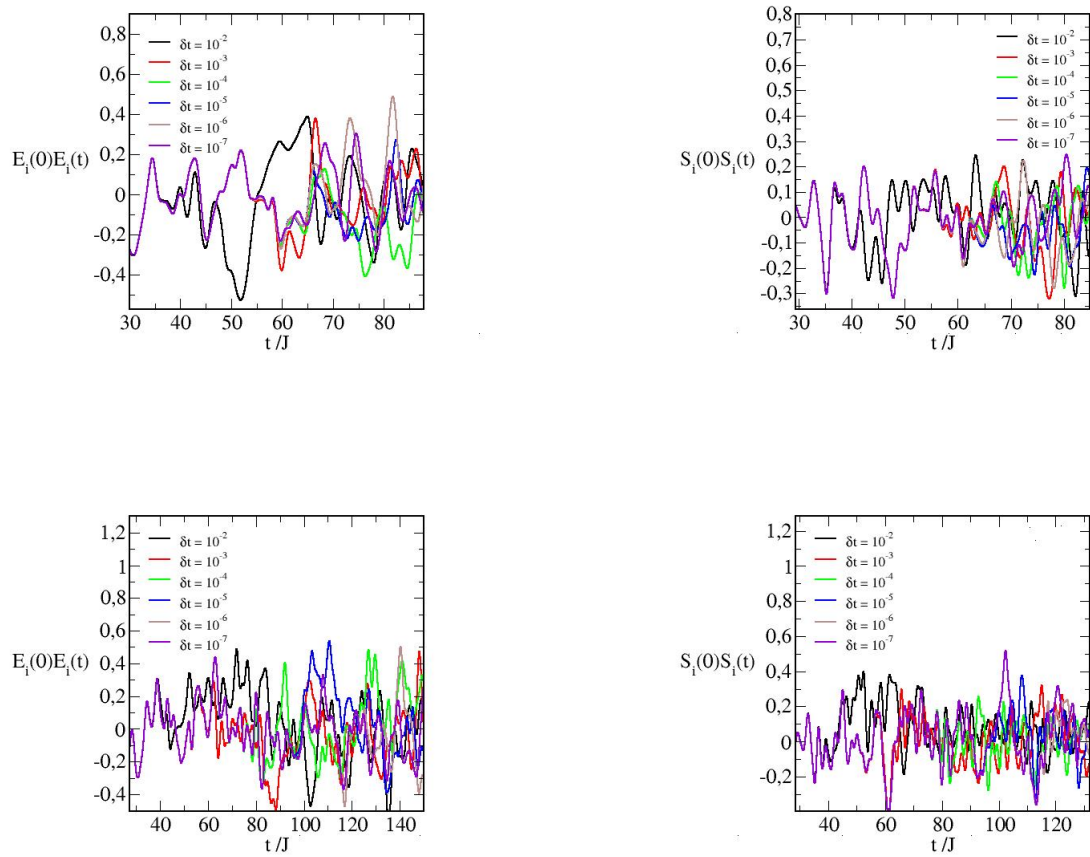 0,8
0,6
0,4
E_i(0)E_i(t) 0,2
0
-0,2
-0,4
δt = 10^-2
δt = 10^-3
δt = 10^-4
δt = 10^-5
δt = 10^-6
δt = 10^-7
30 40 50 60 70 80
t /J
0,8
0,7
0,6
0,5
0,4
0,3
S_i(0)S_i(t) 0,2
0,1
0
-0,1
-0,2
-0,3
δt = 10^-2
δt = 10^-3
δt = 10^-4
δt = 10^-5
δt = 10^-6
δt = 10^-7
30 40 50 60 70 80
t /J
1,2
1
0,8
0,6
E_i(0)E_i(t) 0,4
0,2
0
-0,2
-0,4
δt = 10^-2
δt = 10^-3
δt = 10^-4
δt = 10^-5
δt = 10^-6
δt = 10^-7
40 60 80 100 120 140
t /J
1,2
1
0,8
0,6
S_i(0)S_i(t) 0,4
0,2
0
-0,2
δt = 10^-2
δt = 10^-3
δt = 10^-4
δt = 10^-5
δt = 10^-6
δt = 10^-7
40 60 80 100 120
t /J